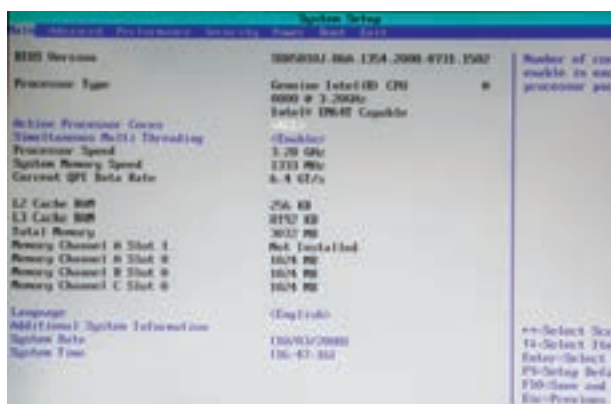 System Setup
Main Advanced Performance Security Power Boot Exit
BIOS Version
Processor Type Genuine Intel(R) CPU
0000 @ 3.20GHz
Intel® EM64T Capable
Active Processor Cores
Simultaneous Multi Threading <Enable>
Processor Speed 3.20 GHz
System Memory Speed 1333 MHz
Current QPI Data Rate 6.4 GT/s
L2 Cache RAM 256 KB
L3 Cache RAM 8192 KB
Total Memory MB
Memory Channel A Slot 1 Not Installed
Memory Channel A Slot 0 1024 MB
Memory Channel B Slot 0 1024 MB
Memory Channel C Slot 0 1024 MB
Language <English>
Additional System Information
System Date
System Time
Number of
enable in
processor
Select
Select
Enter=Select
F9=Setup
F10=Save and
Esc=Previous